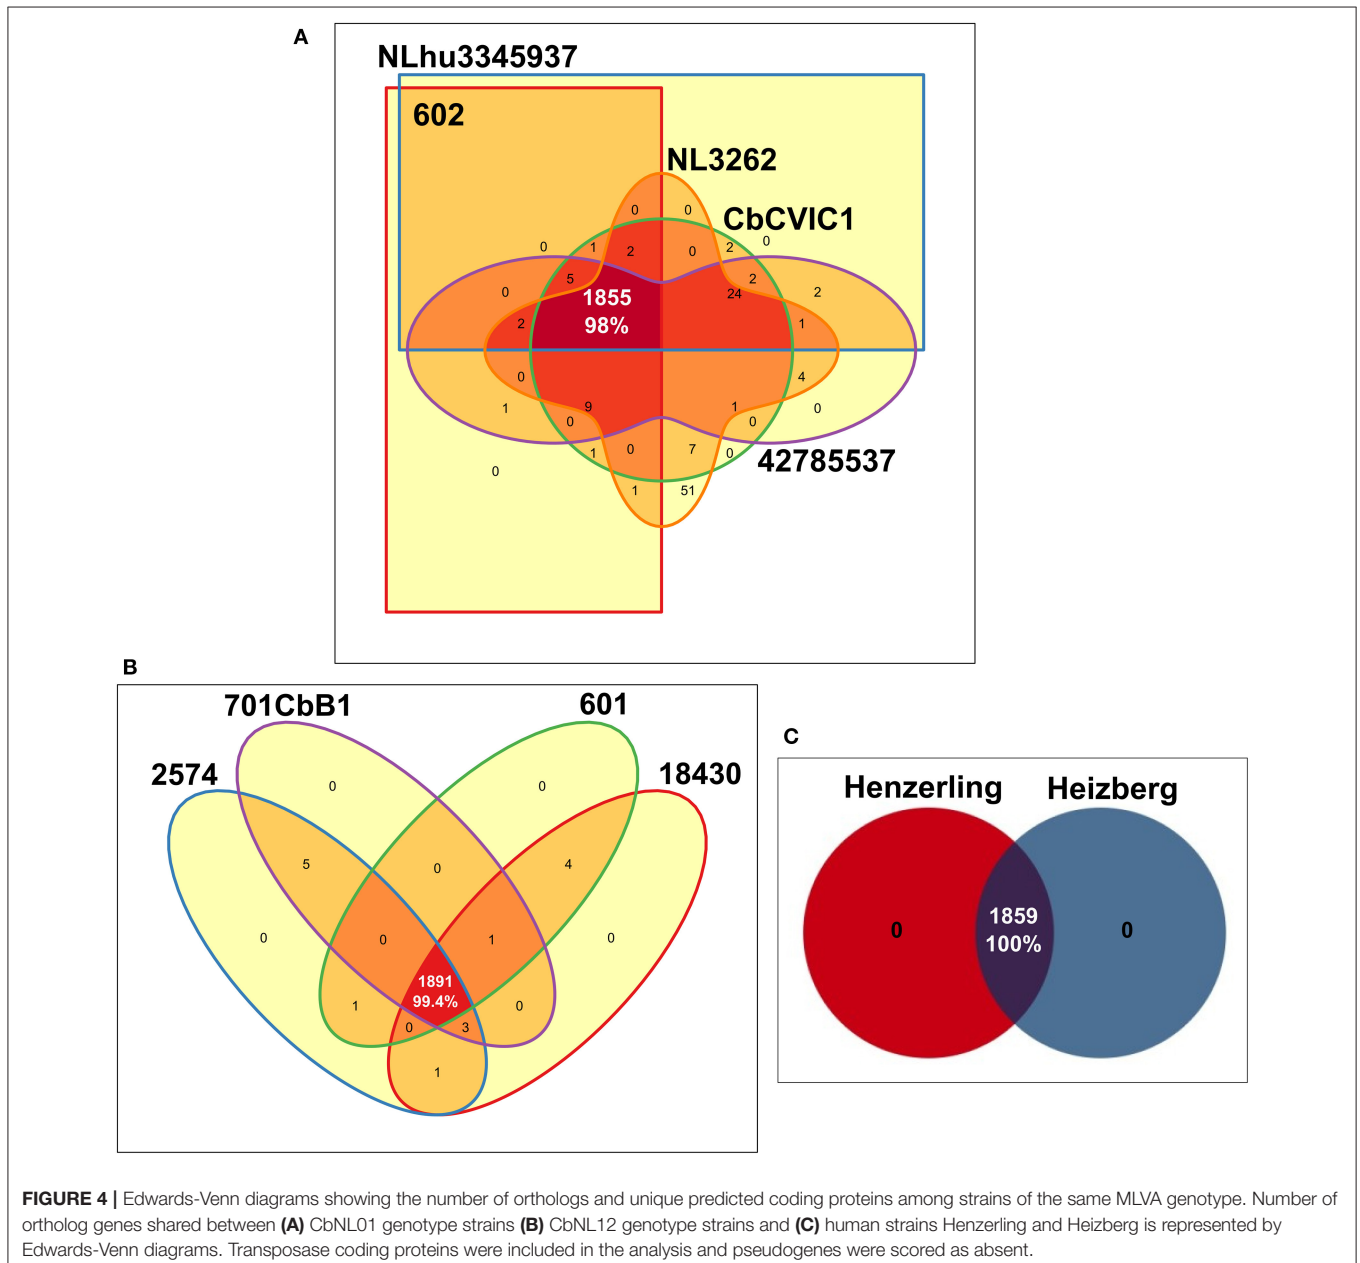 A
NLhu3345937
602
NL3262
CbCVIC1
0 0
0 1 2 0 2 0
5 2
0 1855 24 2
98%
2 1
0 4
1 9 1 0
0 0
1 0 7 0
42785537
0
1 51
B
701CbB1 601
2574 18430
0 0
5 0 4
0 0 1 0
1891
99.4%
1 0
0 3
1
C
Henzerling Heizberg
0 1859 0
100%
FIGURE 4 | Edwards-Venn diagrams showing the number of orthologs and unique predicted coding proteins among strains of the same MLVA genotype. Number of
ortholog genes shared between (A) CbNL01 genotype strains (B) CbNL12 genotype strains and (C) human strains Henzerling and Heizberg is represented by
Edwards-Venn diagrams. Transposase coding proteins were included in the analysis and pseudogenes were scored as absent.